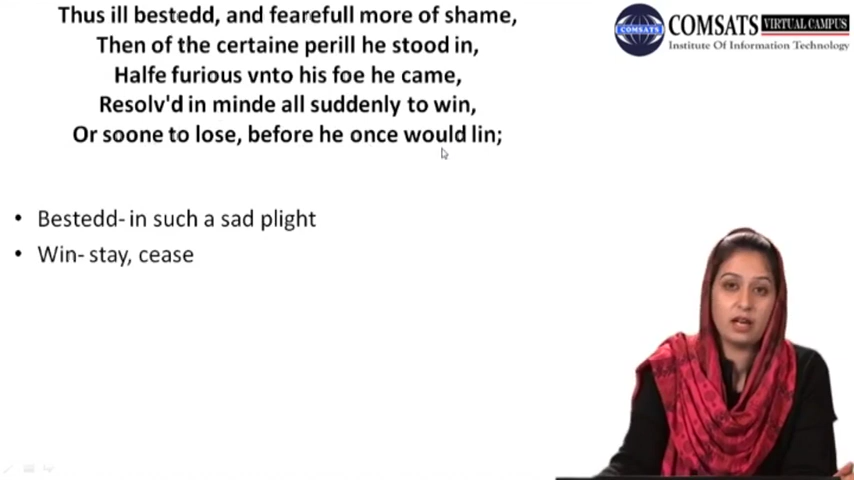 Thus ill bestedd, and fearefull more of shame,
Then of the certaine perill he stood in,
Halfe furious vnto his foe he came,
Resolv'd in minde all suddenly to win,
Or soone to lose, before he once would lin;
• Bestedd- in such a sad plight
• Win- stay, cease
COMSATS
COMSATS VIRTUAL CAMPUS
Institute Of Information Technology